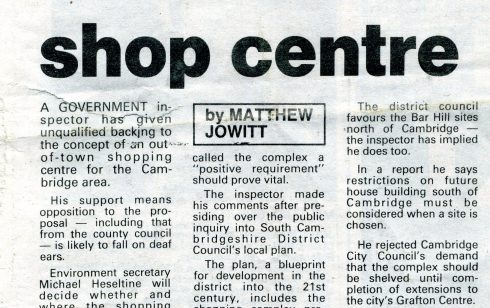 shop centre
A GOVERNMENT in-
spector has given
unqualified backing to
the concept of an out
of-town shopping
centre for the Cam-
bridge area.
His support means
opposition to the pro-
posal — including that
from the county council
— is likely to fall on deaf
ears.
Environment secretary
Michael Heseltine will
decide whether and
where the shopping
by MATTHEW
JOWITT
called the complex a
"positive requirement"
should prove vital.
The inspector made
his comments after pre-
siding over the public
inquiry into South Cam-
bridgeshire District
Council's local plan.
The plan, a blueprint
for development in the
district into the 21st
century, includes the
shopping complex
The district council
favours the Bar Hill sites
north of Cambridge —
the inspector has implied
he does too.
In a report he says
restrictions on future
house building south of
Cambridge must be
considered when a site is
chosen.
He rejected Cambridge
City Council's demand
that the complex should
be shelved until com-
pletion of extensions to
the city's Grafton Centre.